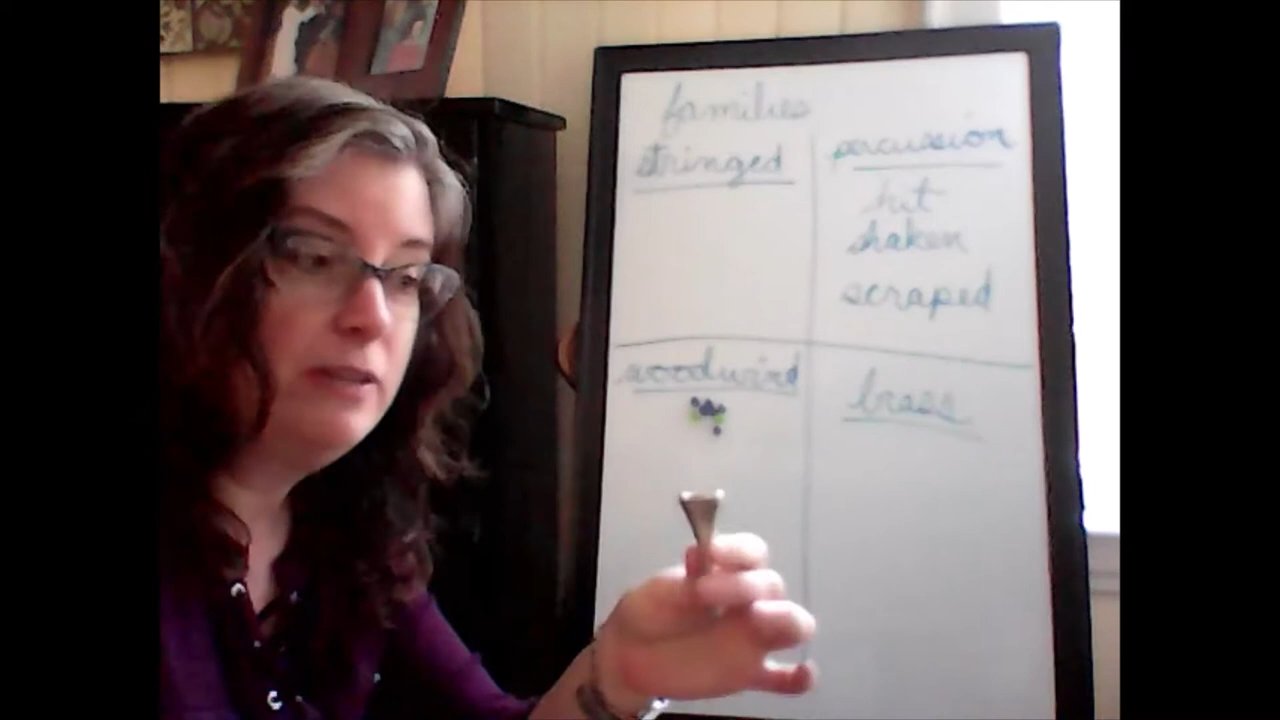 families
stringed
percussion
hit
shaken
scraped
woodwind
brass